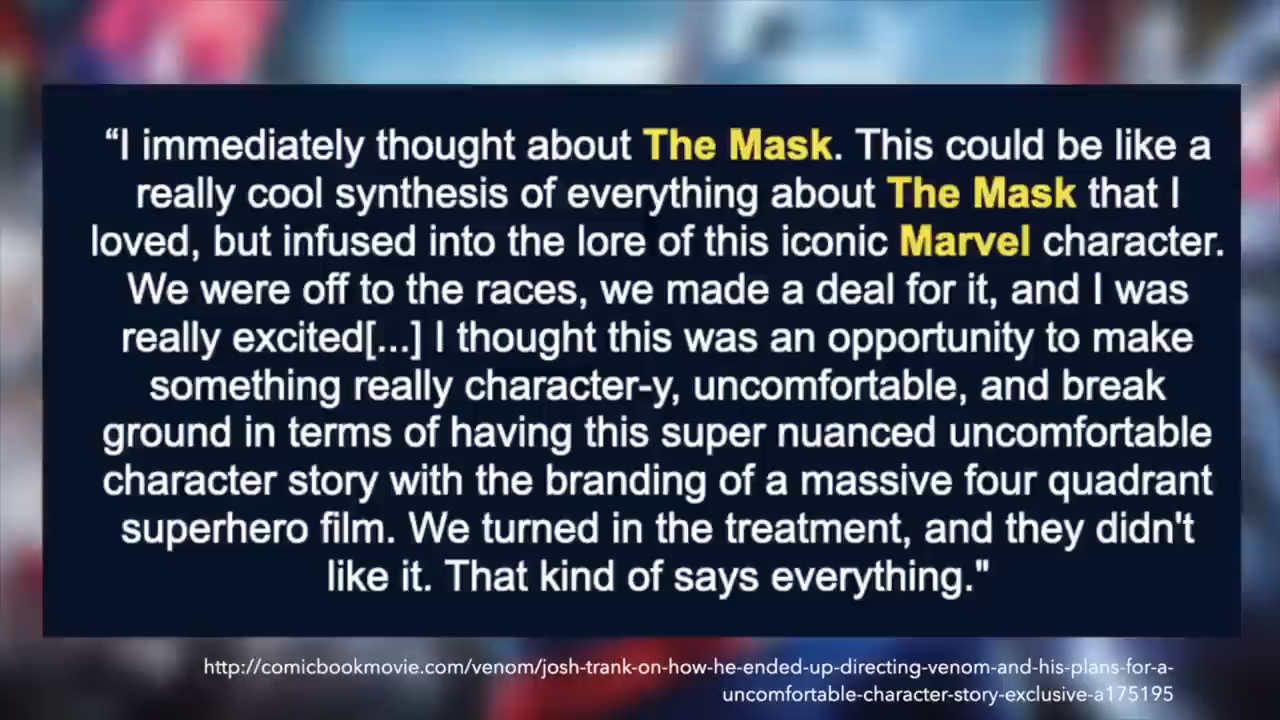 “I immediately thought about The Mask. This could be like a
really cool synthesis of everything about The Mask that I
loved, but infused into the lore of this iconic Marvel character.
We were off to the races, we made a deal for it, and I was
really excited[...] I thought this was an opportunity to make
something really character-y, uncomfortable, and break
ground in terms of having this super nuanced uncomfortable
character story with the branding of a massive four quadrant
superhero film. We turned in the treatment, and they didn't
like it. That kind of says everything."
http://comicbookmovie.com/venom/josh-trank-on-how-he-ended-up-directing-venom-and-his-plans-for-a-
uncomfortable-character-story-exclusive-a175195